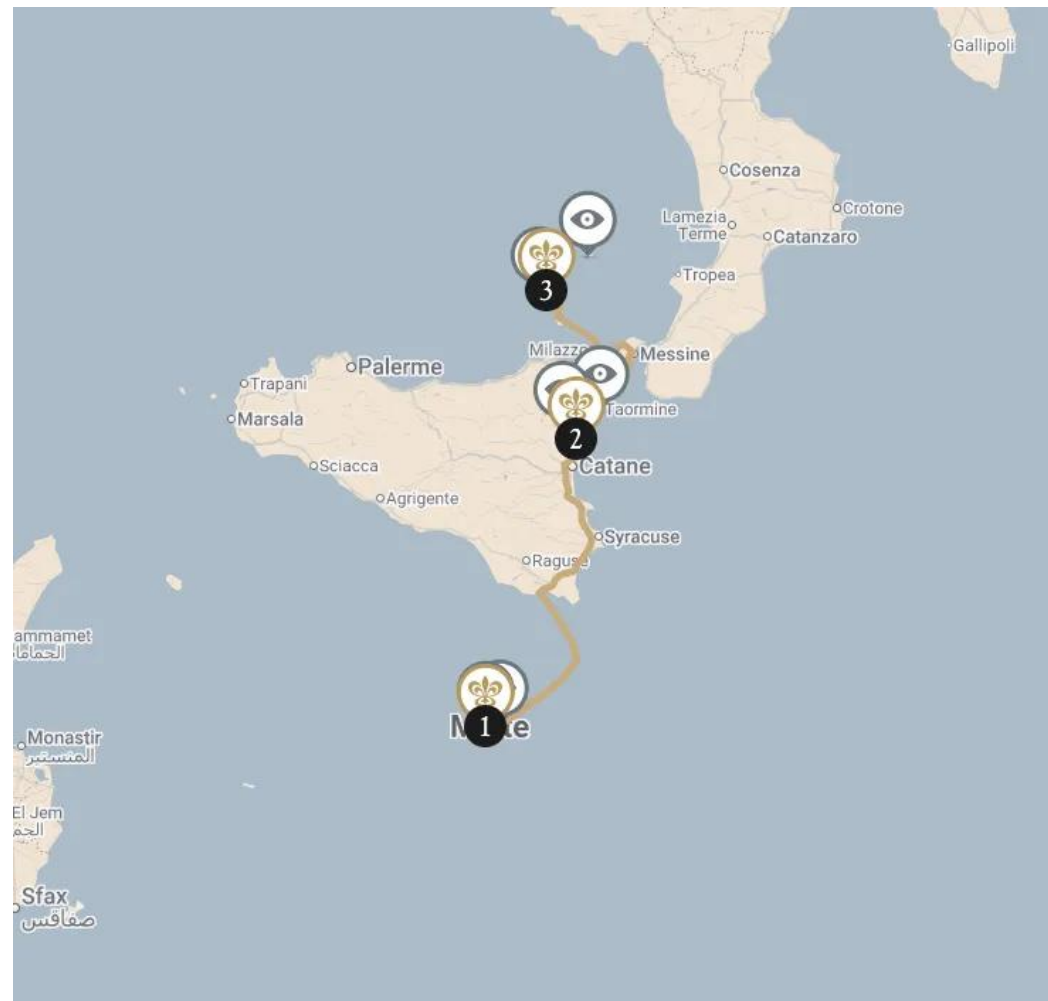 Gallipoli
Cosenza
Crotone
Lamezia
Terme
Catanzaro
Tropea
3
Milazzo
Messine
Palerme
Trapani
Taormine
Marsala
2
Catane
Sciacca
Agrigente
Syracuse
Raguse
ammamet
الحمامات
1
Monastir
المنستير
El Jem
الجم
Sfax
صفاقس